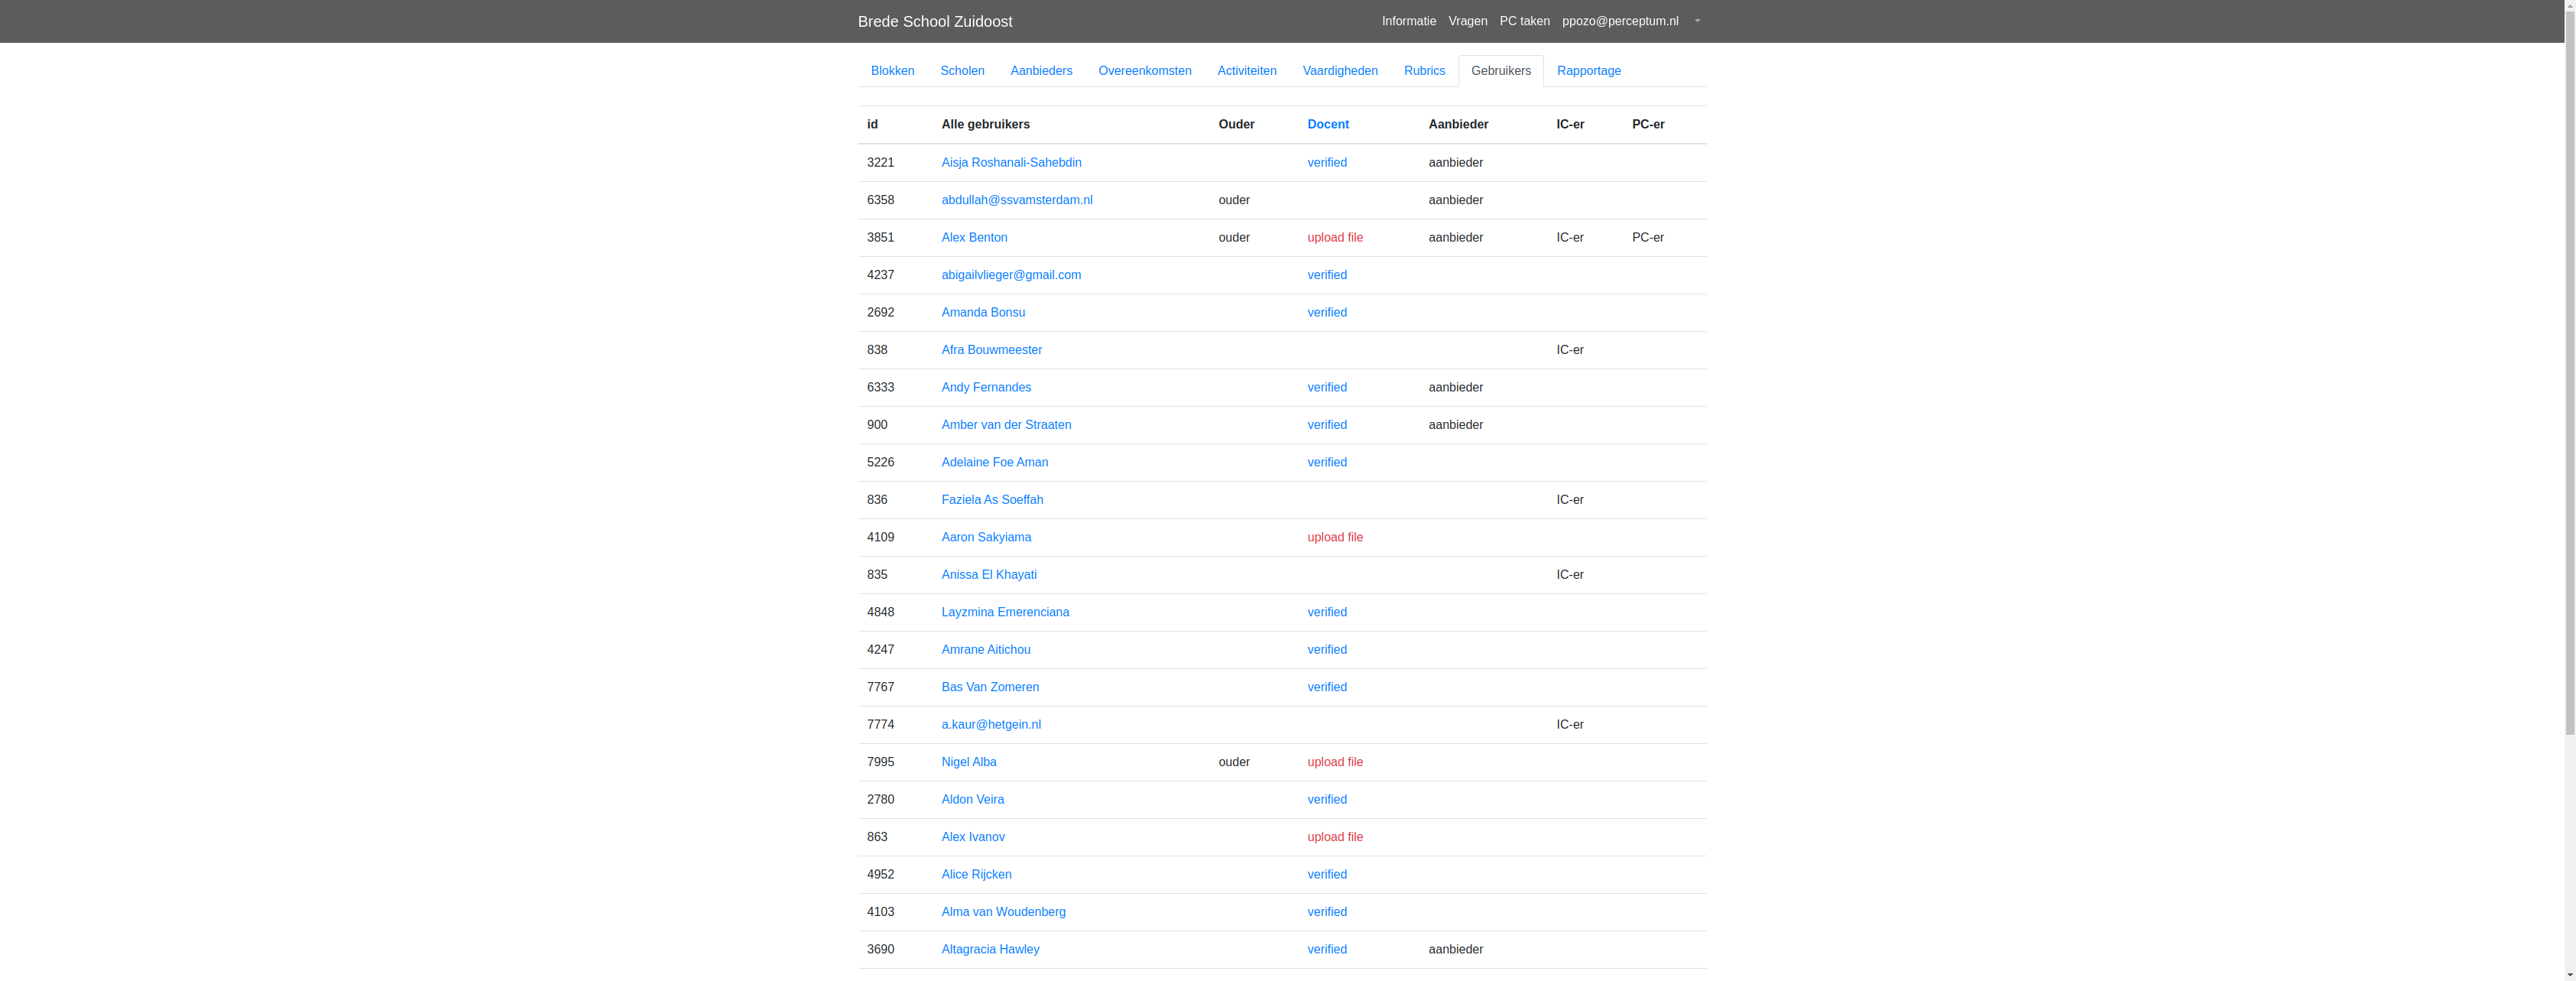 Brede School Zuidoost Informatie Vragen PC taken ppozo@perceptum.nl
Blokken Scholen Aanbieders Overeenkomsten Activiteiten Vaardigheden Rubrics Gebruikers Rapportage
id Alle gebruikers Ouder Docent Aanbieder IC-er PC-er
3221 Aisja Roshanali-Sahebdin verified aanbieder
6358 abdullah@ssvamsterdam.nl ouder aanbieder
3851 Alex Benton ouder upload file aanbieder IC-er PC-er
4237 abigailvlieger@gmail.com verified
2692 Amanda Bonsu verified
838 Afra Bouwmeester IC-er
6333 Andy Fernandes verified aanbieder
900 Amber van der Straaten verified aanbieder
5226 Adelaine Foe Aman verified
836 Faziela As Soeffah IC-er
4109 Aaron Sakyiama upload file
835 Anissa El Khayati IC-er
4848 Layzmina Emerenciana verified
4247 Amrane Aitichou verified
7767 Bas Van Zomeren verified
7774 a.kaur@hetgein.nl IC-er
7995 Nigel Alba ouder upload file
2780 Aldon Veira verified
863 Alex Ivanov upload file
4952 Alice Rijcken verified
4103 Alma van Woudenberg verified
3690 Altagracia Hawley verified aanbieder